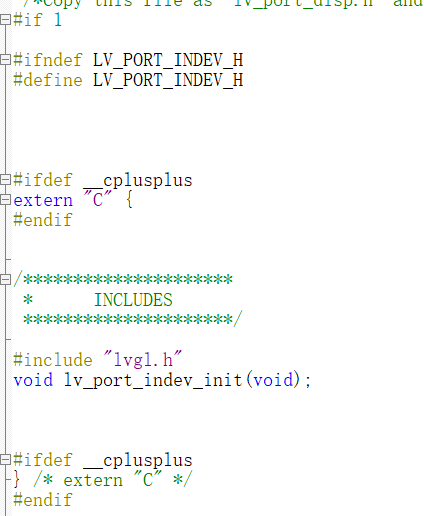 /*Copy this file as "lv_port_disp.h" and
#if 1
#ifndef LV_PORT_INDEV_H
#define LV_PORT_INDEV_H
#ifdef __cplusplus
extern "C" {
#endif
/*********************
*      INCLUDES
*********************/
#include "lvgl.h"
void lv_port_indev_init(void);
#ifdef __cplusplus
} /* extern "C" */
#endif